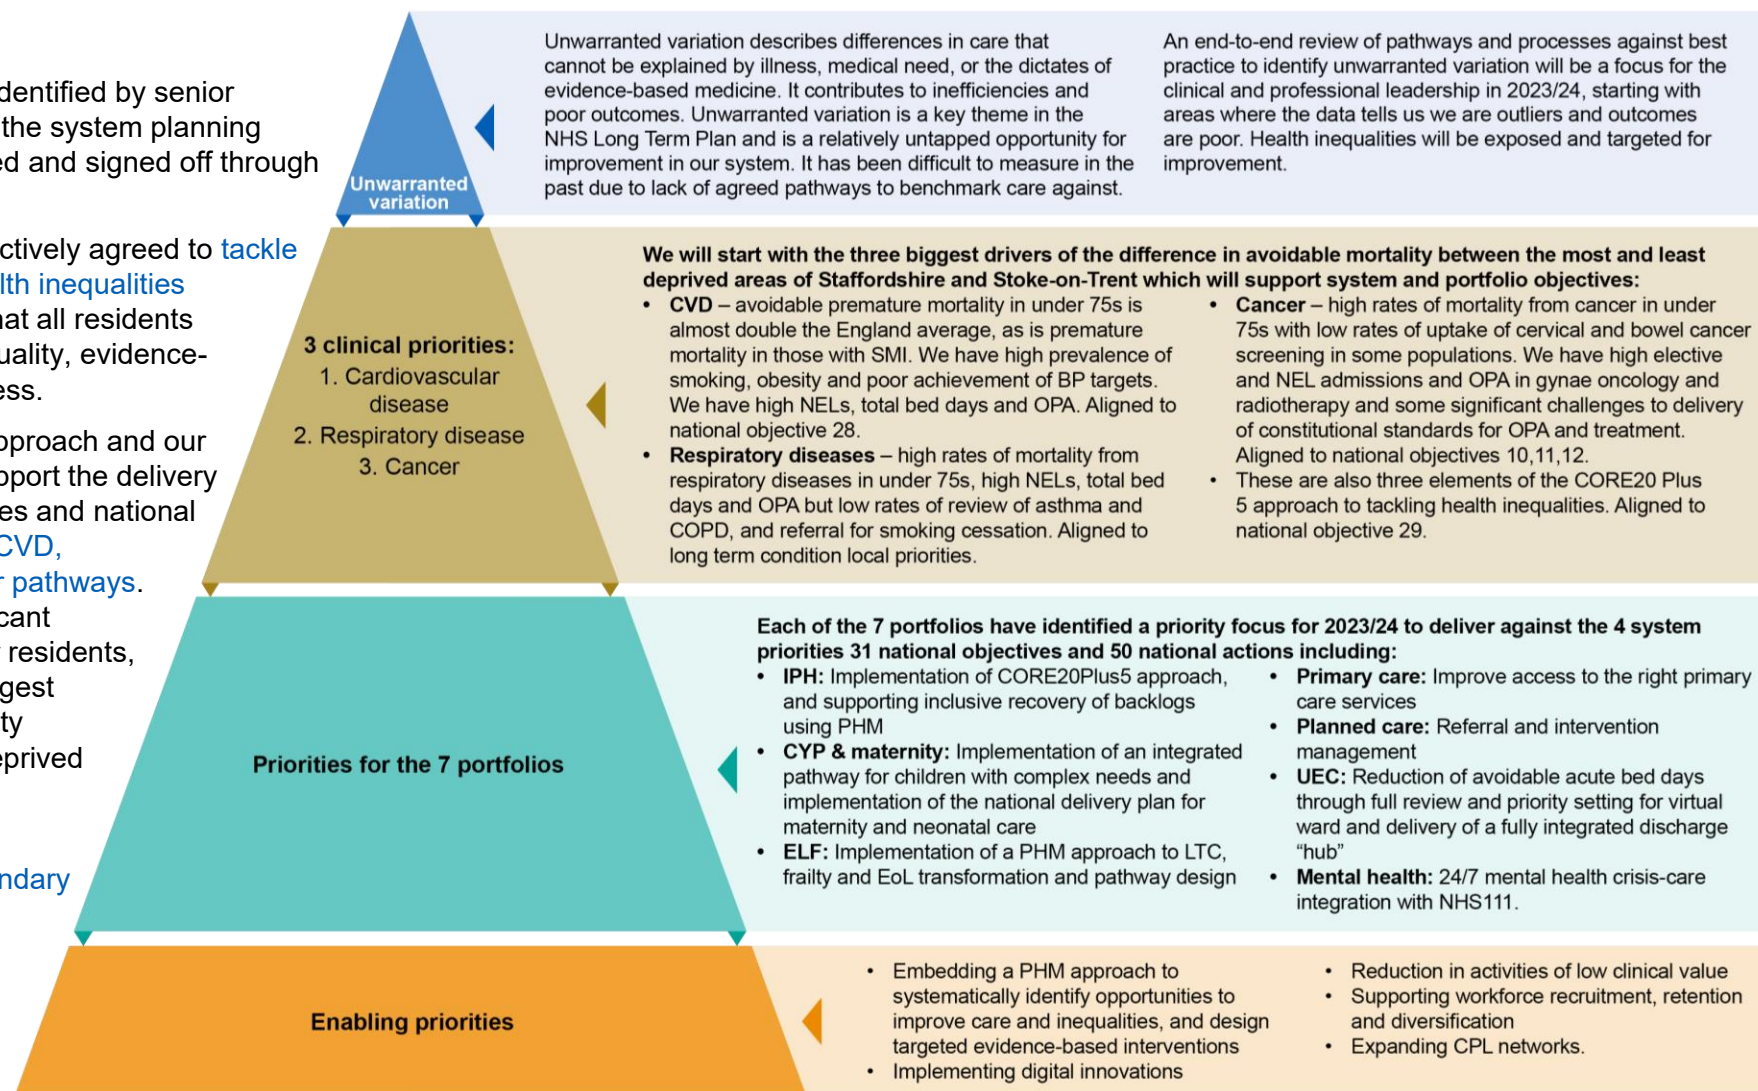 dentified by senior
the system planning
ed and signed off through
ctively agreed to tackle
lth inequalities
hat all residents
uality, evidence-
ess.
pproach and our
pport the delivery
es and national
CVD,
r pathways.
cant
r residents,
gest
ty
eprived
ndary
Unwarranted
variation
Unwarranted variation describes differences in care that
cannot be explained by illness, medical need, or the dictates of
evidence-based medicine. It contributes to inefficiencies and
poor outcomes. Unwarranted variation is a key theme in the
NHS Long Term Plan and is a relatively untapped opportunity for
improvement in our system. It has been difficult to measure in the
past due to lack of agreed pathways to benchmark care against.
An end-to-end review of pathways and processes against best
practice to identify unwarranted variation will be a focus for the
clinical and professional leadership in 2023/24, starting with
areas where the data tells us we are outliers and outcomes
are poor. Health inequalities will be exposed and targeted for
improvement.
3 clinical priorities:
1. Cardiovascular
disease
2. Respiratory disease
3. Cancer
We will start with the three biggest drivers of the difference in avoidable mortality between the most and least
deprived areas of Staffordshire and Stoke-on-Trent which will support system and portfolio objectives:
• CVD – avoidable premature mortality in under 75s is
almost double the England average, as is premature
mortality in those with SMI. We have high prevalence of
smoking, obesity and poor achievement of BP targets.
We have high NELs, total bed days and OPA. Aligned to
national objective 28.
• Respiratory diseases – high rates of mortality from
respiratory diseases in under 75s, high NELs, total bed
days and OPA but low rates of review of asthma and
COPD, and referral for smoking cessation. Aligned to
long term condition local priorities.
• Cancer – high rates of mortality from cancer in under
75s with low rates of uptake of cervical and bowel cancer
screening in some populations. We have high elective
and NEL admissions and OPA in gynae oncology and
radiotherapy and some significant challenges to delivery
of constitutional standards for OPA and treatment.
Aligned to national objectives 10,11,12.
• These are also three elements of the CORE20 Plus
5 approach to tackling health inequalities. Aligned to
national objective 29.
Priorities for the 7 portfolios
Each of the 7 portfolios have identified a priority focus for 2023/24 to deliver against the 4 system
priorities 31 national objectives and 50 national actions including:
• IPH: Implementation of CORE20Plus5 approach,
and supporting inclusive recovery of backlogs
using PHM
• CYP & maternity: Implementation of an integrated
pathway for children with complex needs and
implementation of the national delivery plan for
maternity and neonatal care
• ELF: Implementation of a PHM approach to LTC,
frailty and EoL transformation and pathway design
• Primary care: Improve access to the right primary
care services
• Planned care: Referral and intervention
management
• UEC: Reduction of avoidable acute bed days
through full review and priority setting for virtual
ward and delivery of a fully integrated discharge
“hub”
• Mental health: 24/7 mental health crisis-care
integration with NHS111.
Enabling priorities
• Embedding a PHM approach to
systematically identify opportunities to
improve care and inequalities, and design
targeted evidence-based interventions
• Implementing digital innovations
• Reduction in activities of low clinical value
• Supporting workforce recruitment, retention
and diversification
• Expanding CPL networks.